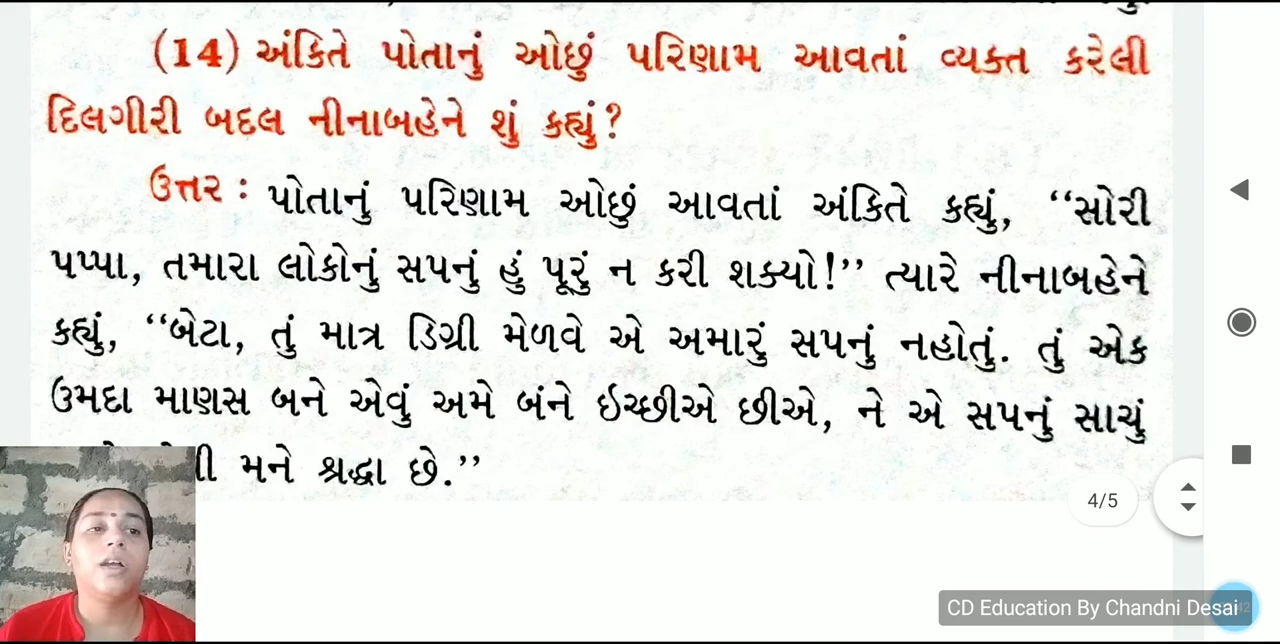 (14) અંકિતે પોતાનું ઓછું પરિણામ આવતાં વ્યક્ત કરેલી
દિલગીરી બદલ નીનાબહેને શું કહ્યું?
ઉત્તર : પોતાનું પરિણામ ઓછું આવતાં અંકિતે કહ્યું, ‘‘સોરી
પપ્પા, તમારા લોકોનું સપનું હું પૂરું ન કરી શક્યો!’’ ત્યારે નીનાબહેને
કહ્યું, ‘‘બેટા, તું માત્ર ડિગ્રી મેળવે એ અમારું સપનું નહોતું. તું એક
ઉમદા માણસ બને એવું અમે બંને ઇચ્છીએ છીએ, ને એ સપનું સાચું
મને શ્રદ્ધા છે.’’
4/5
CD Education By Chandni Desai